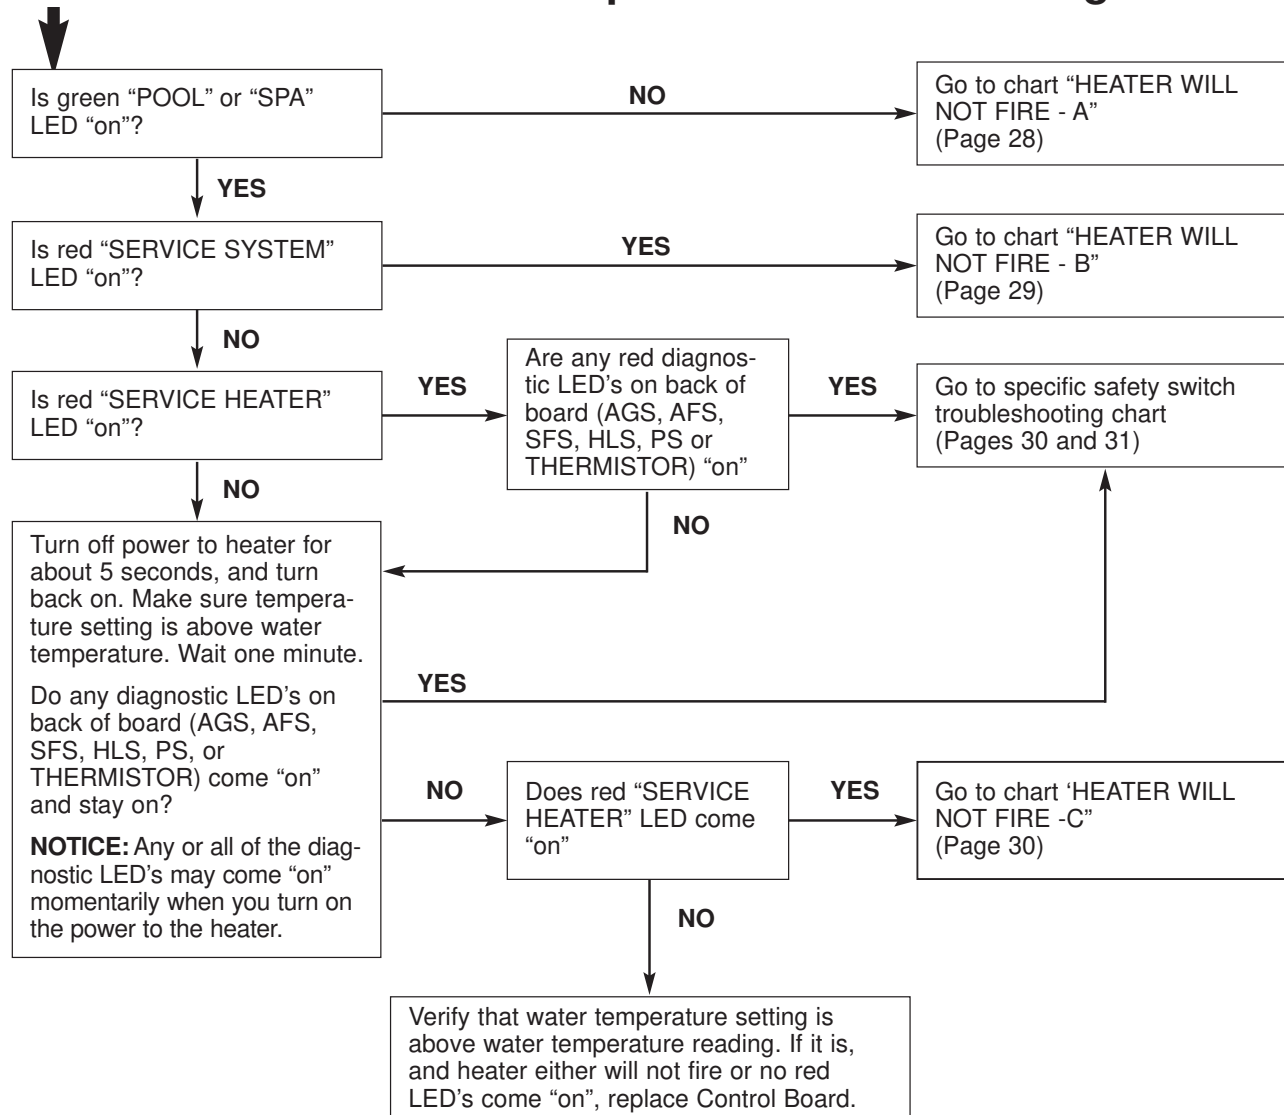 Is green “POOL” or “SPA”
LED “on”?
NO
Go to chart “HEATER WILL
NOT FIRE - A”
(Page 28)
YES
Is red “SERVICE SYSTEM”
LED “on”?
YES
Go to chart “HEATER WILL
NOT FIRE - B”
(Page 29)
NO
Is red “SERVICE HEATER”
LED “on”?
YES
Are any red diagnos-
tic LED's on back of
board (AGS, AFS,
SFS, HLS, PS or
THERMISTOR) “on”
YES
Go to specific safety switch
troubleshooting chart
(Pages 30 and 31)
NO
NO
Turn off power to heater for
about 5 seconds, and turn
back on. Make sure tempera-
ture setting is above water
temperature. Wait one minute.
Do any diagnostic LED's on
back of board (AGS, AFS,
SFS, HLS, PS, or
THERMISTOR) come “on”
and stay on?
NOTICE: Any or all of the diag-
nostic LED's may come “on”
momentarily when you turn on
the power to the heater.
YES
NO
Does red “SERVICE
HEATER” LED come
“on”
YES
Go to chart ‘HEATER WILL
NOT FIRE -C”
(Page 30)
NO
Verify that water temperature setting is
above water temperature reading. If it is,
and heater either will not fire or no red
LED's come “on”, replace Control Board.